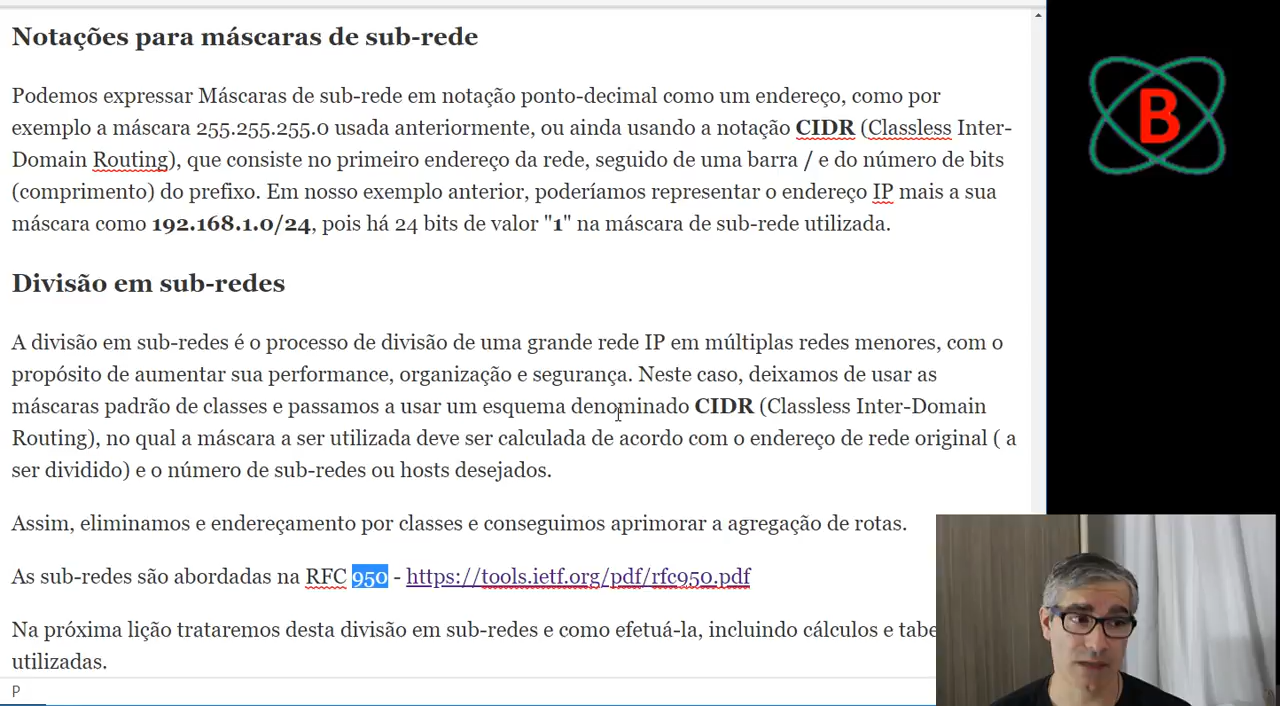 Notações para máscaras de sub-rede
Podemos expressar Máscaras de sub-rede em notação ponto-decimal como um endereço, como por
exemplo a máscara 255.255.255.0 usada anteriormente, ou ainda usando a notação CIDR (Classless Inter-
Domain Routing), que consiste no primeiro endereço da rede, seguido de uma barra / e do número de bits
(comprimento) do prefixo. Em nosso exemplo anterior, poderíamos representar o endereço IP mais a sua
máscara como 192.168.1.0/24, pois há 24 bits de valor "1" na máscara de sub-rede utilizada.
Divisão em sub-redes
A divisão em sub-redes é o processo de divisão de uma grande rede IP em múltiplas redes menores, com o
propósito de aumentar sua performance, organização e segurança. Neste caso, deixamos de usar as
máscaras padrão de classes e passamos a usar um esquema denominado CIDR (Classless Inter-Domain
Routing), no qual a máscara a ser utilizada deve ser calculada de acordo com o endereço de rede original ( a
ser dividido) e o número de sub-redes ou hosts desejados.
Assim, eliminamos e endereçamento por classes e conseguimos aprimorar a agregação de rotas.
As sub-redes são abordadas na RFC 950 - https://tools.ietf.org/pdf/rfc950.pdf
Na próxima lição trataremos desta divisão em sub-redes e como efetuá-la, incluindo cálculos e tabe
utilizadas.
P
B